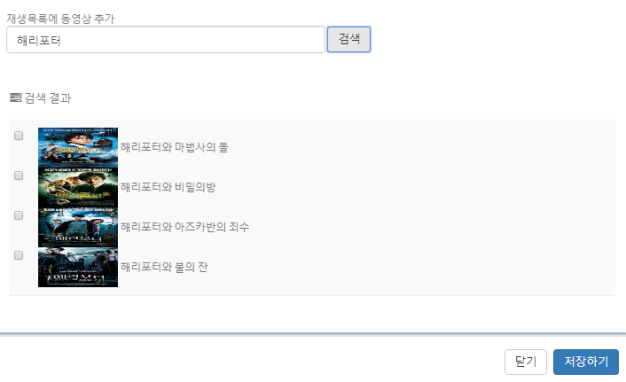 재생목록에 동영상 추가
해리포터
검색
검색 결과
해리포터와 마법사의 돌
해리포터와 비밀의방
해리포터와 아즈카반의 죄수
해리포터와 불의 잔
닫기
저장하기